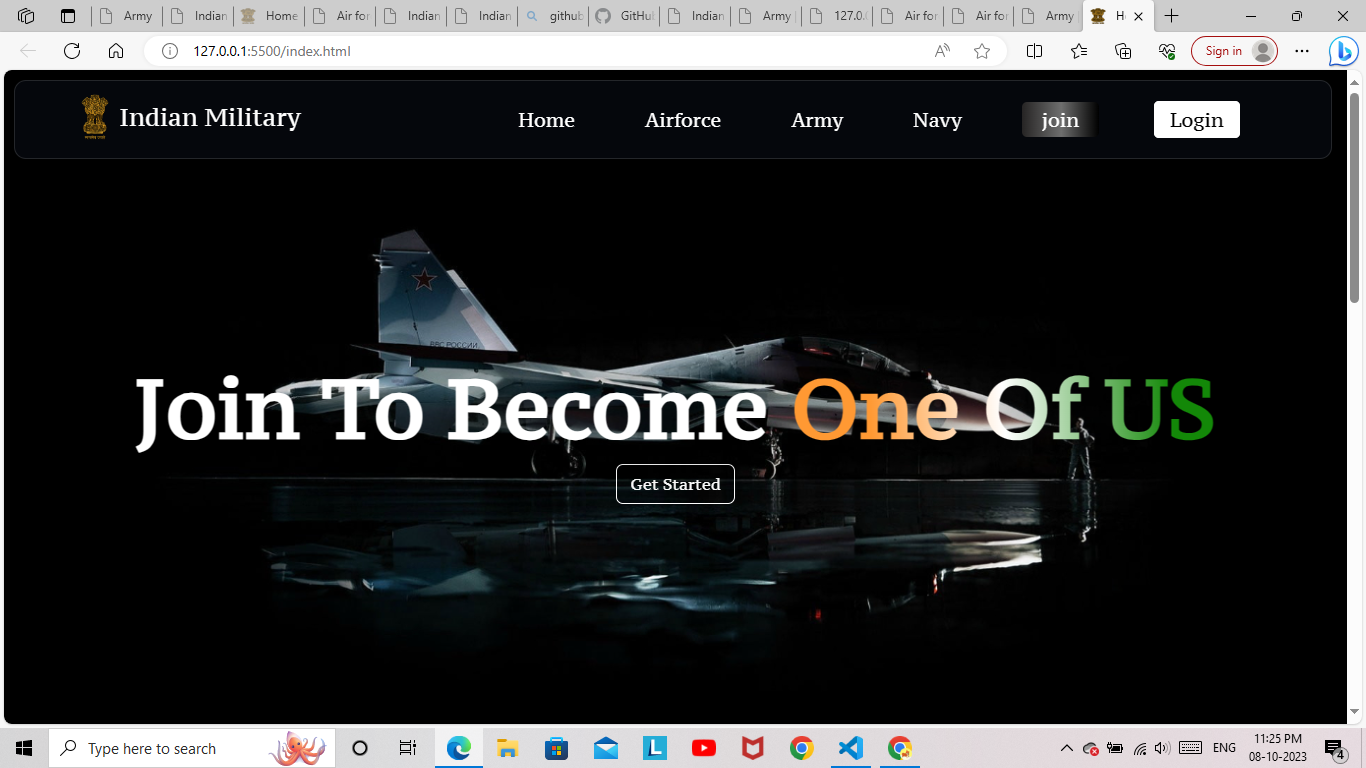 Army
Indian
Home
Air for
Indian
Indian
github
GitHub
Indian
Army
127.0.
Air for
Air for
Army
H
127.0.0.1:5500/index.html
Sign in
Indian Military
Home
Airforce
Army
Navy
join
Login
ВВС РОССИИ
Join To Become One Of US
Get Started
Type here to search
ENG
11:25 PM
08-10-2023
4